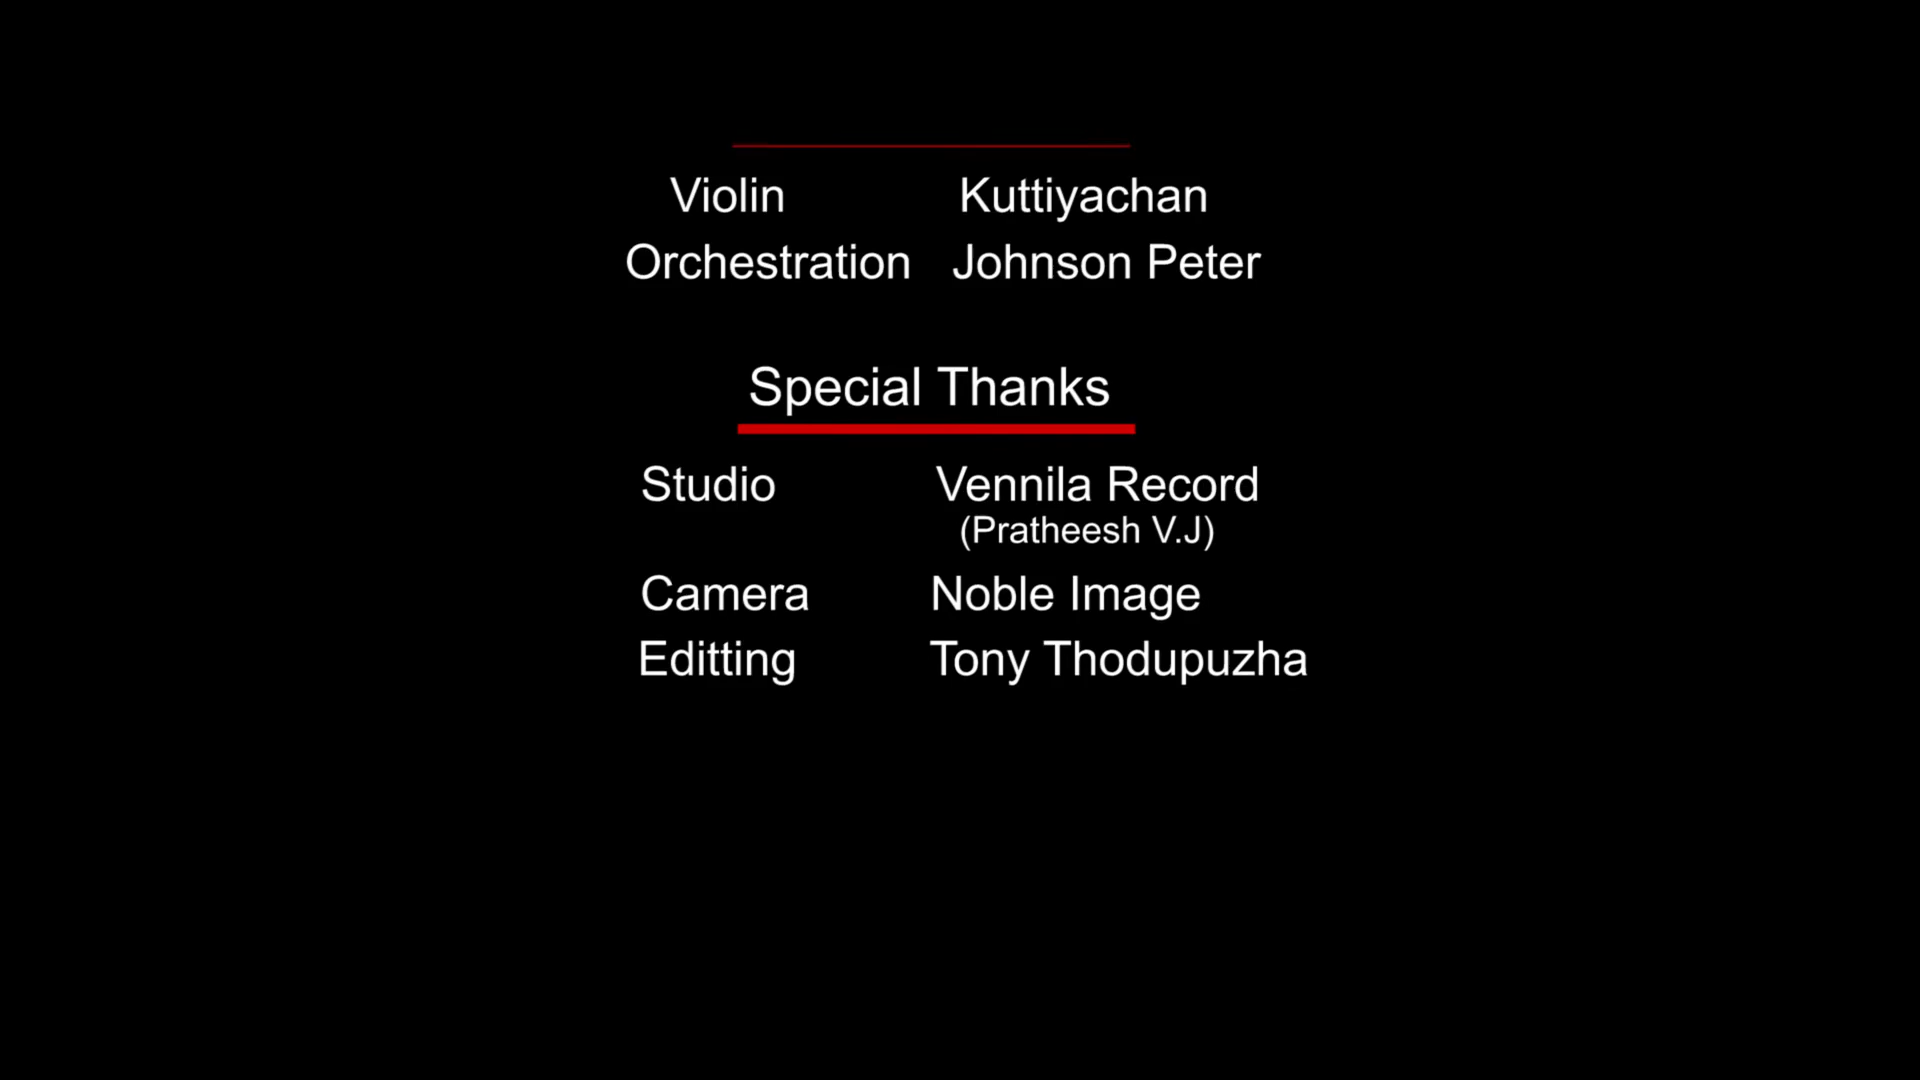 Violin Kuttiyachan
Orchestration Johnson Peter
Special Thanks
Studio Vennila Record
(Pratheesh V.J)
Camera Noble Image
Editting Tony Thodupuzha